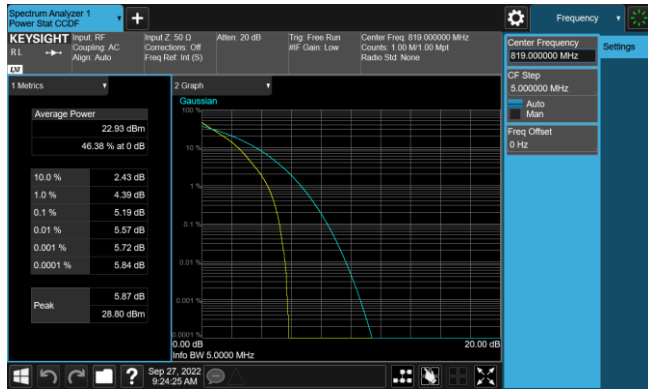 Spectrum Analyzer 1
Power Stat CCDF
Frequency
KEYSIGHT
RL
LXI
Input: RF
Coupling: AC
Align: Auto
Input Z: 50 Ω
Corrections: Off
Freq Ref: Int (S)
Atten: 20 dB
Trig: Free Run
#IF Gain: Low
Center Freq: 819.000000 MHz
Counts: 1.00 M/1.00 Mpt
Radio Std: None
Center Frequency
819.000000 MHz
Settings
CF Step
5.000000 MHz
Auto
Man
Freq Offset
0 Hz
1 Metrics
Average Power
22.93 dBm
46.38 % at 0 dB
10.0 % 2.43 dB
1.0 % 4.39 dB
0.1 % 5.19 dB
0.01 % 5.57 dB
0.001 % 5.72 dB
0.0001 % 5.84 dB
Peak
5.87 dB
28.80 dBm
2 Graph
Gaussian
100 %
10 %
1 %
0.1 %
0.01 %
0.001 %
0.0001 %
0.00 dB
20.00 dB
Info BW 5.0000 MHz
?
Sep 27, 2022
9:24:25 AM